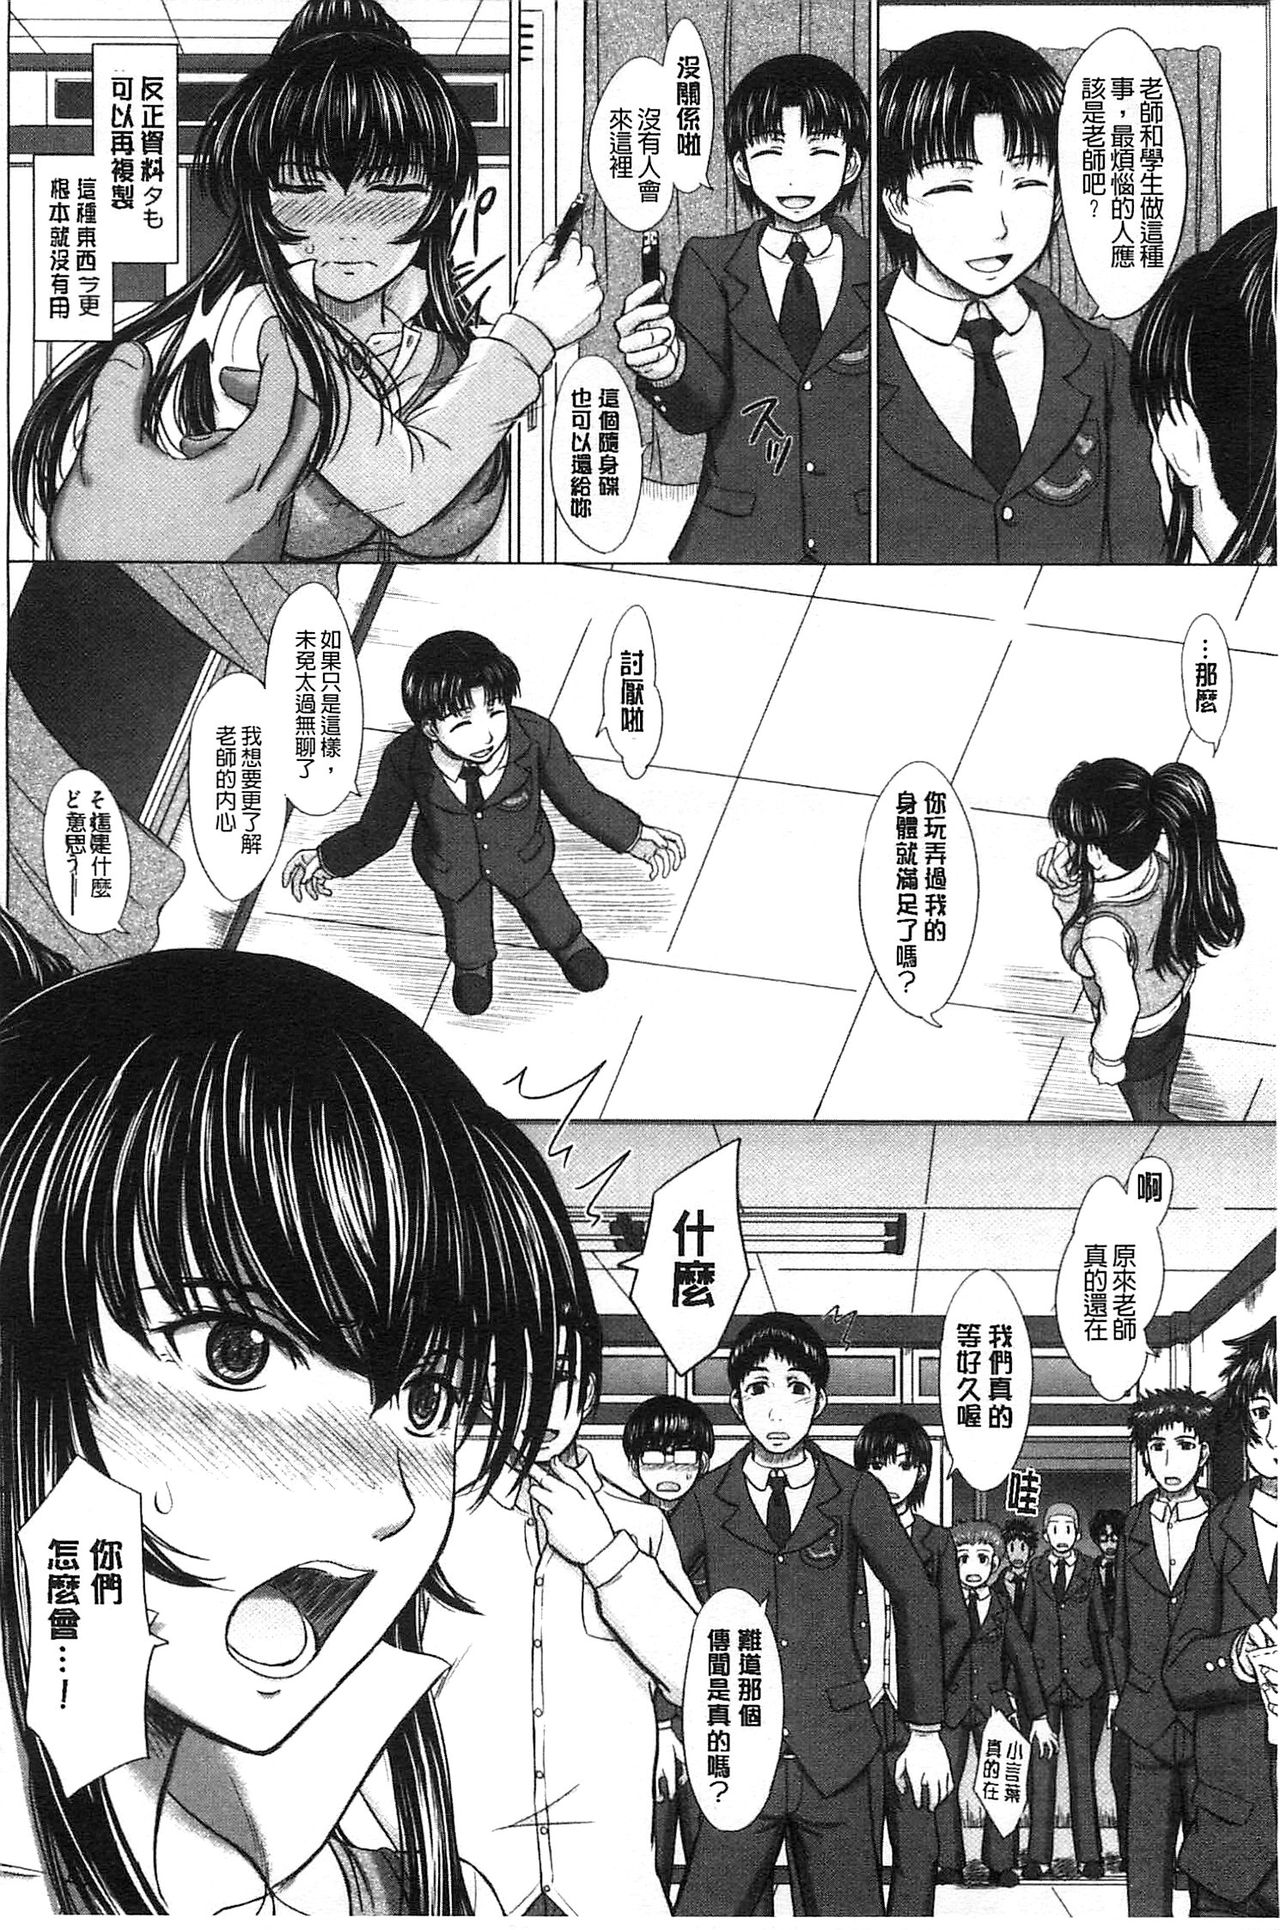 老師和學生做這種
事，最煩惱的人應
該是老師吧？
沒關係啦
沒有人會
來這裡
這個隨身碟
也可以還給妳
スッ
反正資料夕も
可以再複製
這種東西今更
根本就沒有用
…那麼
你玩弄過我的
身體就滿足了嗎？
討厭啦
如果只是這樣，
未免太過無聊了
我想要更了解
老師的內心
什麼
ど意思う──
啊
原來老師
真的還在
我們真的
等好久喔
哇
什麼
難道那個
傳聞是真的嗎？
小言葉
真的在
你們
怎麼會…！